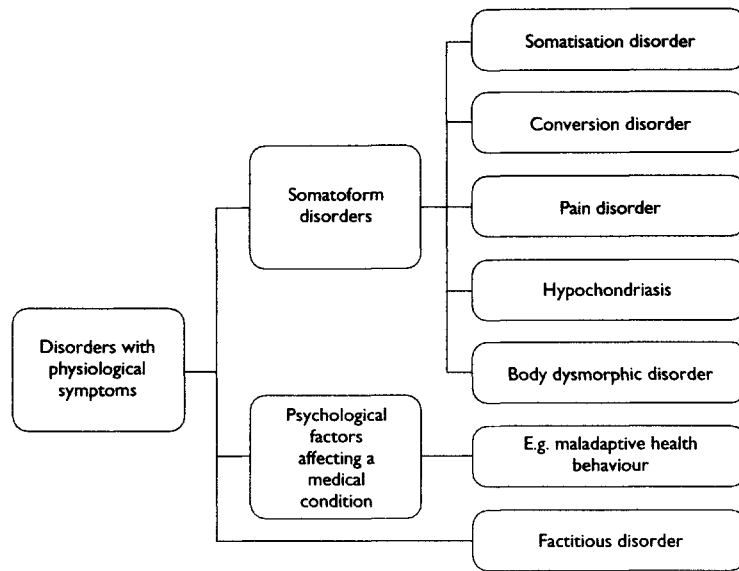 Somatisation disorder
Conversion disorder
Somatoform
disorders
Pain disorder
Hypochondriasis
Disorders with
physiological
symptoms
Body dysmorphic disorder
Psychological
factors
affecting a
medical
condition
E.g. maladaptive health
behaviour
Factitious disorder